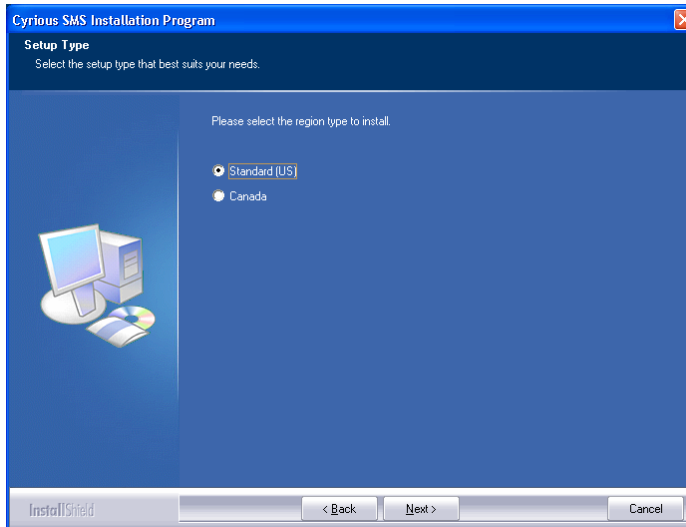 Cyrious SMS Installation Program
Setup Type
Select the setup type that best suits your needs.
Please select the region type to install.
Standard (US)
Canada
InstallShield
< Back
Next >
Cancel